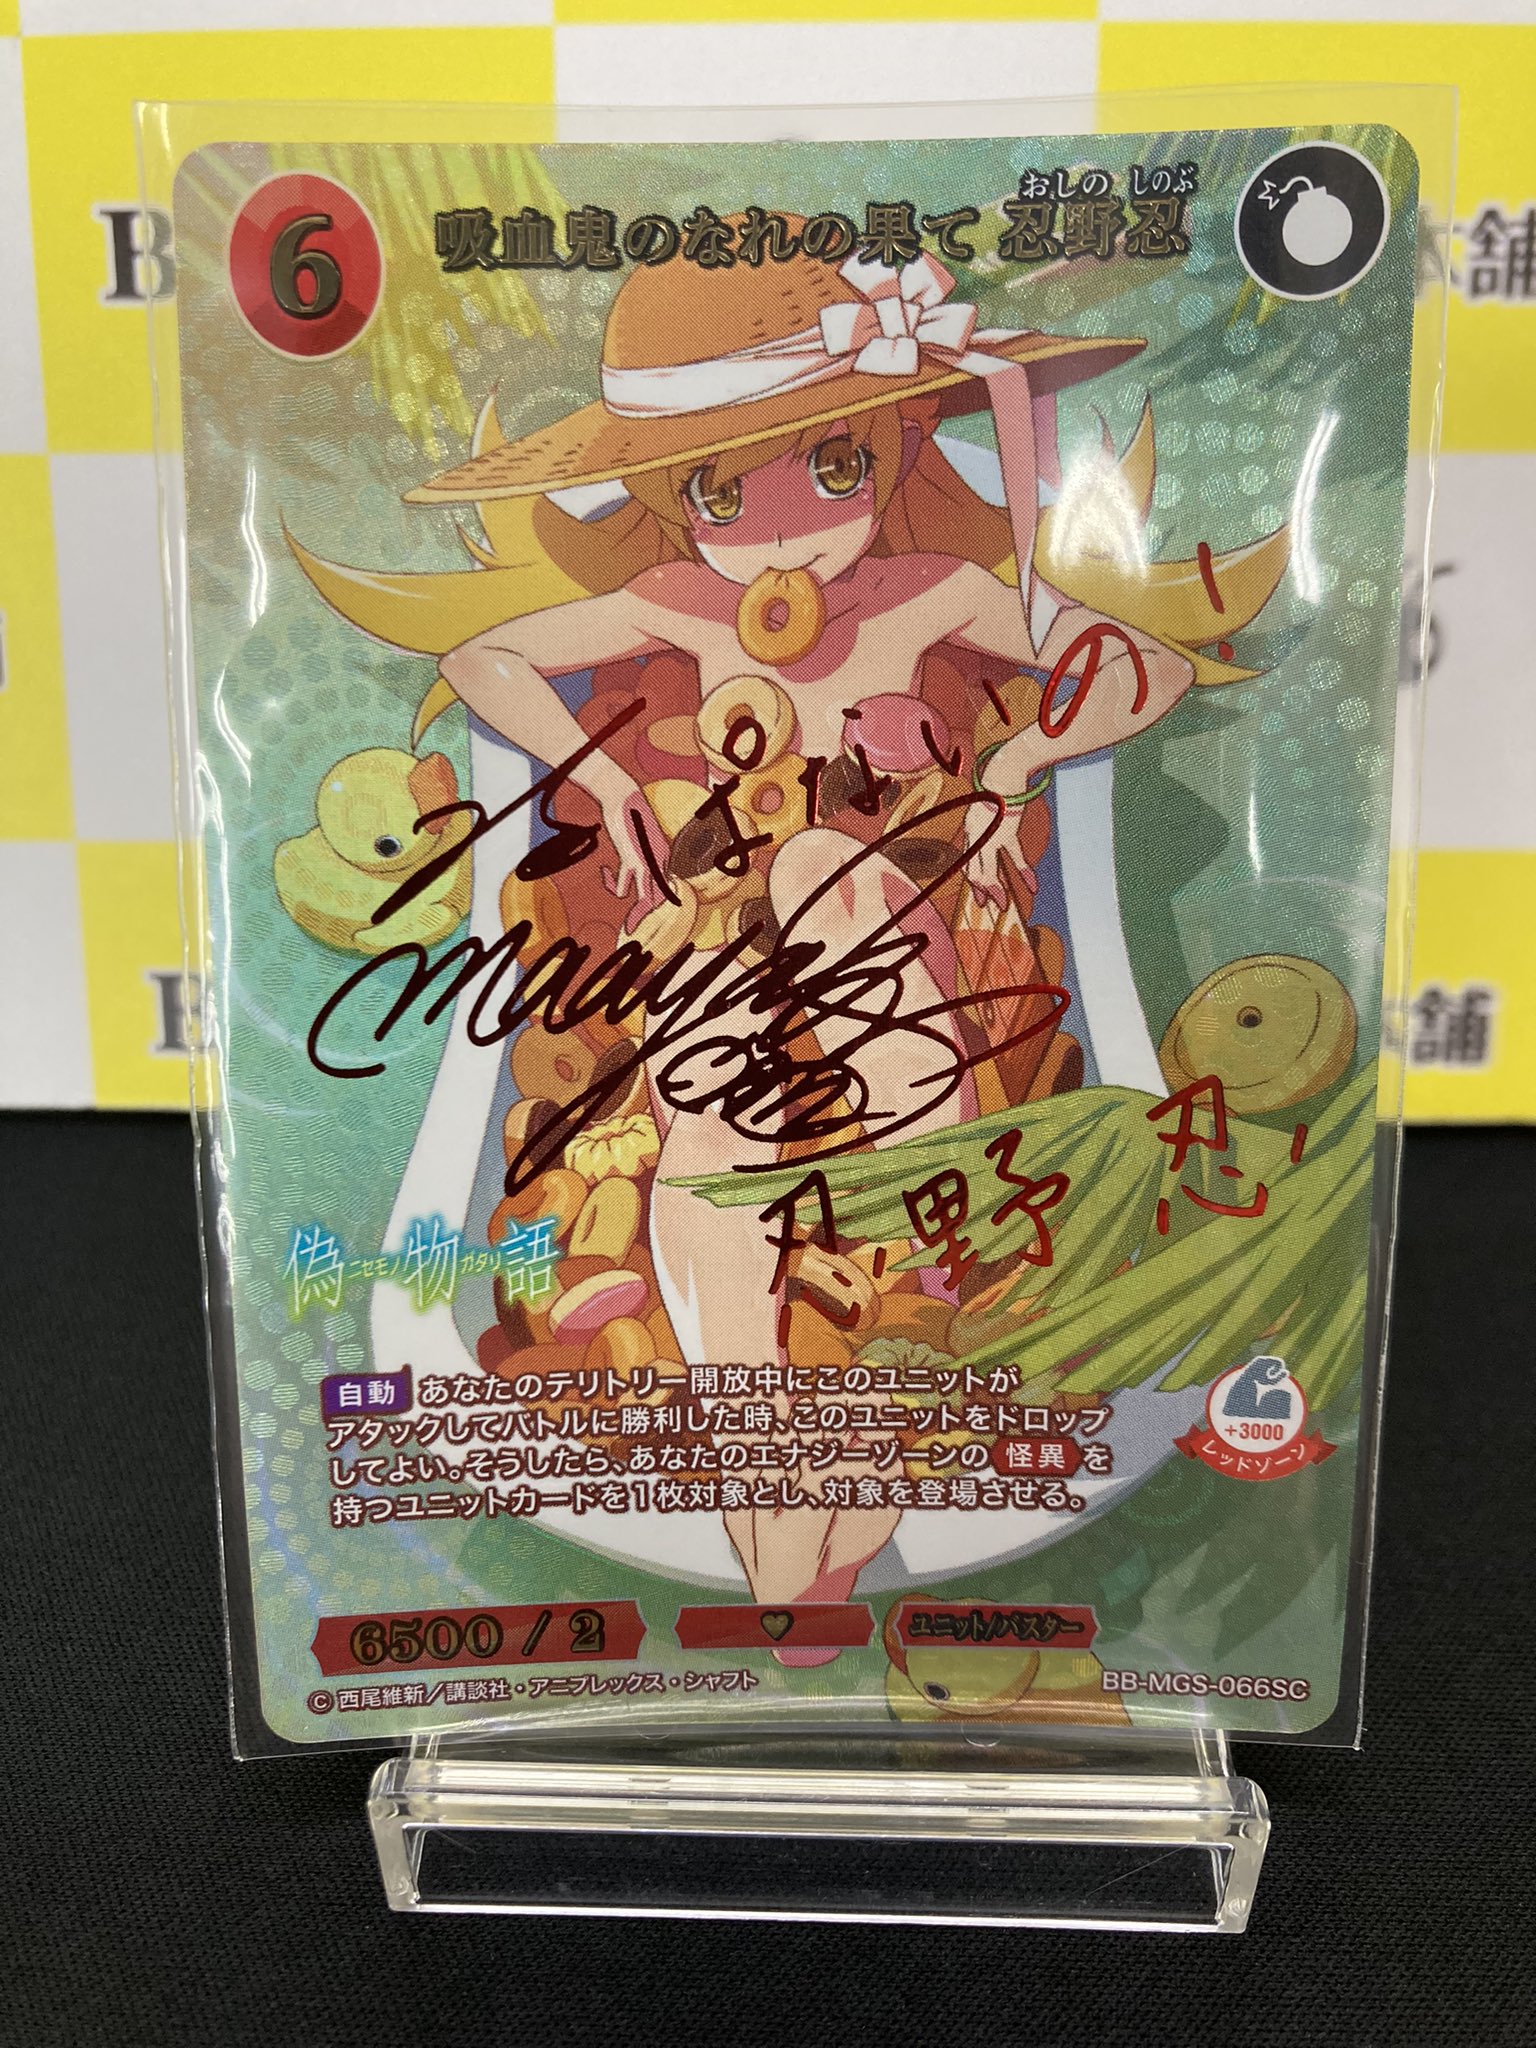 6
おしの しのぶ
吸血鬼のなれの果て 忍野忍
ぱないの!
maaya
忍野 忍
偽物語
ニセモノ ガタリ
自動 あなたのテリトリー開放中にこのユニットが
アタックしてバトルに勝利した時、このユニットをドロップ
してよい。そうしたら、あなたのエナジーゾーンの 怪異 を
持つユニットカードを1枚対象とし、対象を登場させる。
+3000
レッドゾーン
6500 / 2
♥
ユニット/バスター
© 西尾維新/講談社・アニプレックス・シャフト
BB-MGS-066SC
B
本舗
B
本舗